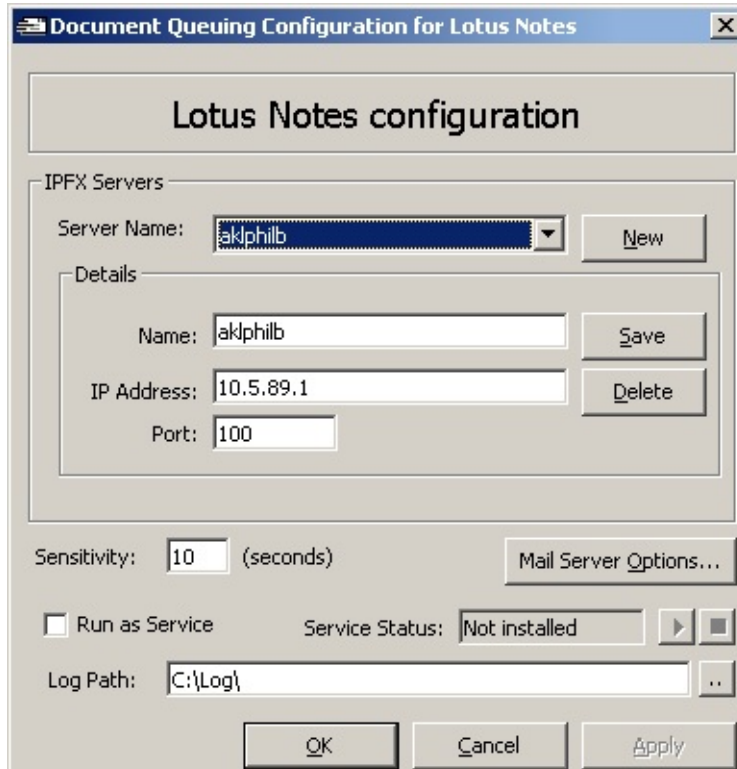 Document Queuing Configuration for Lotus Notes
Lotus Notes configuration
IPFX Servers
Server Name: aklphilb New
Details
Name: aklphilb Save
IP Address: 10.5.89.1 Delete
Port: 100
Sensitivity: 10 (seconds) Mail Server Options...
Run as Service Service Status: Not installed
Log Path: C:\Log\ ..
OK Cancel Apply